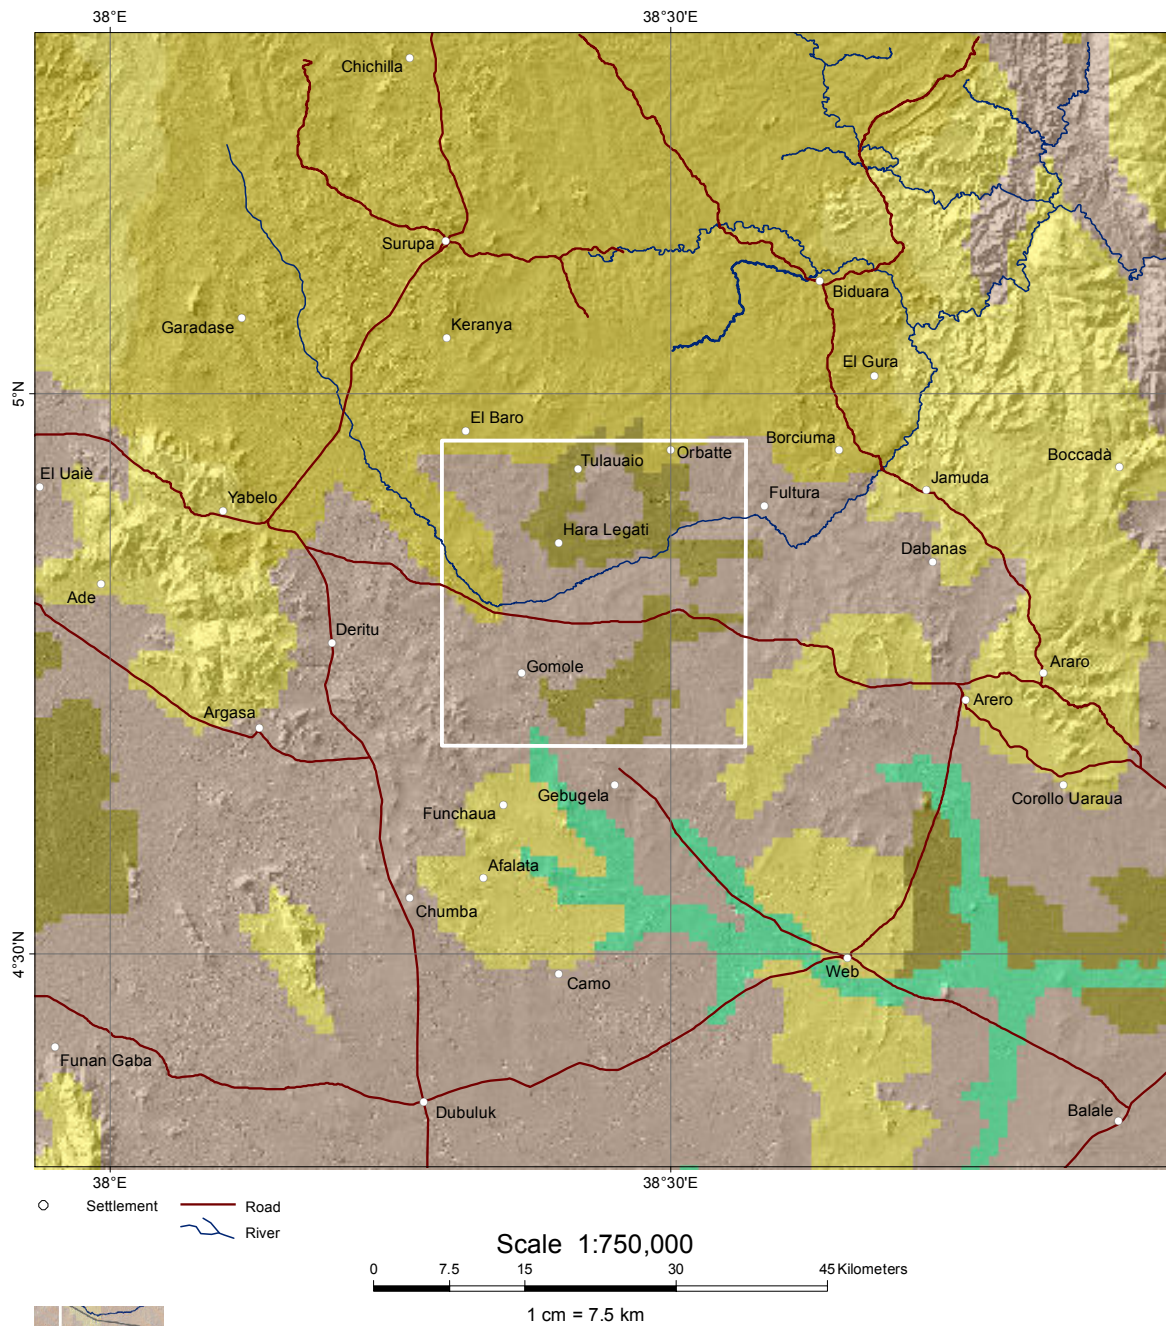 38°E
38°30'E
Chichilla
Surupa
Biduara
Garadase
Keranya
El Gura
5°N
El Baro
Borciuma
Orbatte
Boccadà
Tulauaio
El Uaiè
Jamuda
Yabelo
Fultura
Hara Legati
Dabanas
Ade
Deritu
Gomole
Araro
Arero
Argasa
Gebugela
Corollo Uaraua
Funchaua
Afalata
Chumba
4°30'N
Web
Camo
Funan Gaba
Dubuluk
Balale
38°E
38°30'E
Settlement
Road
River
Scale 1:750,000
0 7.5 15 30 45 Kilometers
1 cm = 7.5 km